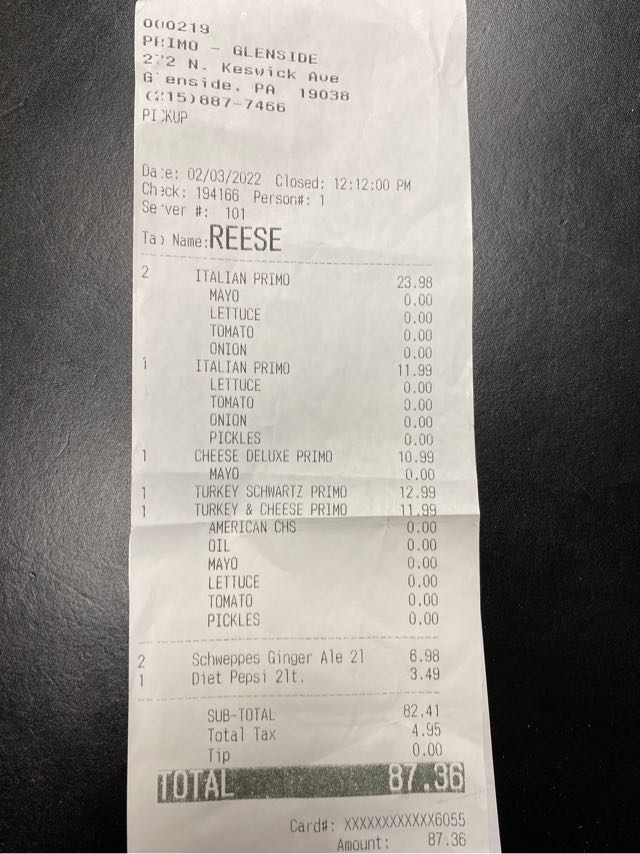 000219
PRIMO - GLENSIDE
272 N. Keswick Ave
Glenside, PA 19038
(215)887-7466
PICKUP
Date: 02/03/2022 Closed: 12:12:00 PM
Check: 194166 Person#: 1
Server #: 101
Tab Name: REESE
2 ITALIAN PRIMO 23.98
MAYO 0.00
LETTUCE 0.00
TOMATO 0.00
ONION 0.00
1 ITALIAN PRIMO 11.99
LETTUCE 0.00
TOMATO 0.00
ONION 0.00
PICKLES 0.00
1 CHEESE DELUXE PRIMO 10.99
MAYO 0.00
1 TURKEY SCHWARTZ PRIMO 12.99
1 TURKEY & CHEESE PRIMO 11.99
AMERICAN CHS 0.00
OIL 0.00
MAYO 0.00
LETTUCE 0.00
TOMATO 0.00
PICKLES 0.00
2 Schweppes Ginger Ale 2l 6.98
1 Diet Pepsi 2lt. 3.49
SUB-TOTAL 82.41
Total Tax 4.95
Tip 0.00
TOTAL 87.36
Card#: XXXXXXXXXXXX6055
Amount: 87.36